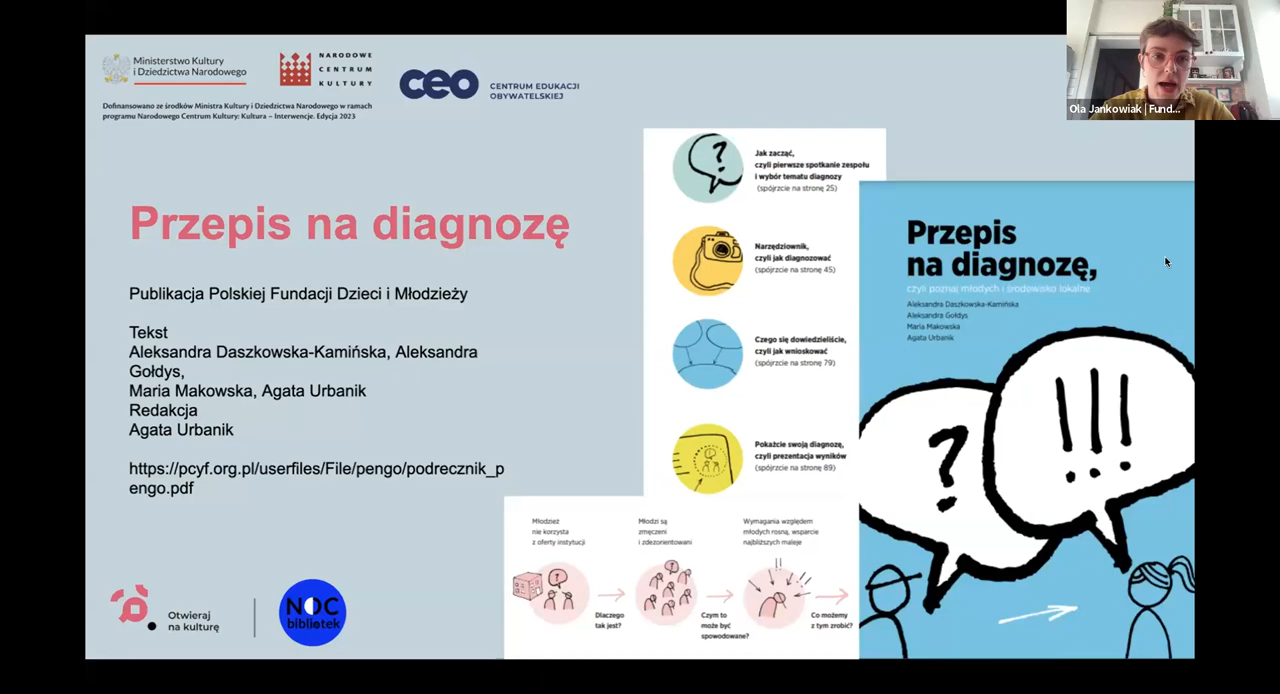 Ministerstwo Kultury
i Dziedzictwa Narodowego
NARODOWE
CENTRUM
KULTURY
ceo
CENTRUM EDUKACJI
OBYWATELSKIEJ
Dofinansowano ze środków Ministra Kultury i Dziedzictwa Narodowego w ramach
programu Narodowego Centrum Kultury: Kultura – Interwencje. Edycja 2023
Ola Jankowiak | Fund...
Przepis na diagnozę
Publikacja Polskiej Fundacji Dzieci i Młodzieży
Tekst
Aleksandra Daszkowska-Kamińska, Aleksandra
Gołdys,
Maria Makowska, Agata Urbanik
Redakcja
Agata Urbanik
https://pcyf.org.pl/userfiles/File/pengo/podrecznik_p
engo.pdf
Otwieraj
na kulturę
NOC
bibliotek
?
Jak zacząć,
czyli pierwsze spotkanie zespołu
i wybór tematu diagnozy
(spójrzcie na stronę 25)
Narzędziownik,
czyli jak diagnozować
(spójrzcie na stronę 45)
Czego się dowiedzieliście,
czyli jak wnioskować
(spójrzcie na stronę 79)
Pokażcie swoją diagnozę,
czyli prezentacja wyników
(spójrzcie na stronę 89)
Młodzież
nie korzysta
z oferty instytucji
Dlaczego
tak jest?
Młodzi są
zmęczeni
i zdezorientowani
Czym to
może być
spowodowane?
Wymagania względem
młodych rosną, wsparcie
najbliższych maleje
Co możemy
z tym zrobić?
Przepis
na diagnozę,
czyli poznaj młodych i środowisko lokalne
Aleksandra Daszkowska-Kamińska
Aleksandra Gołdys
Maria Makowska
Agata Urbanik
?
!!!